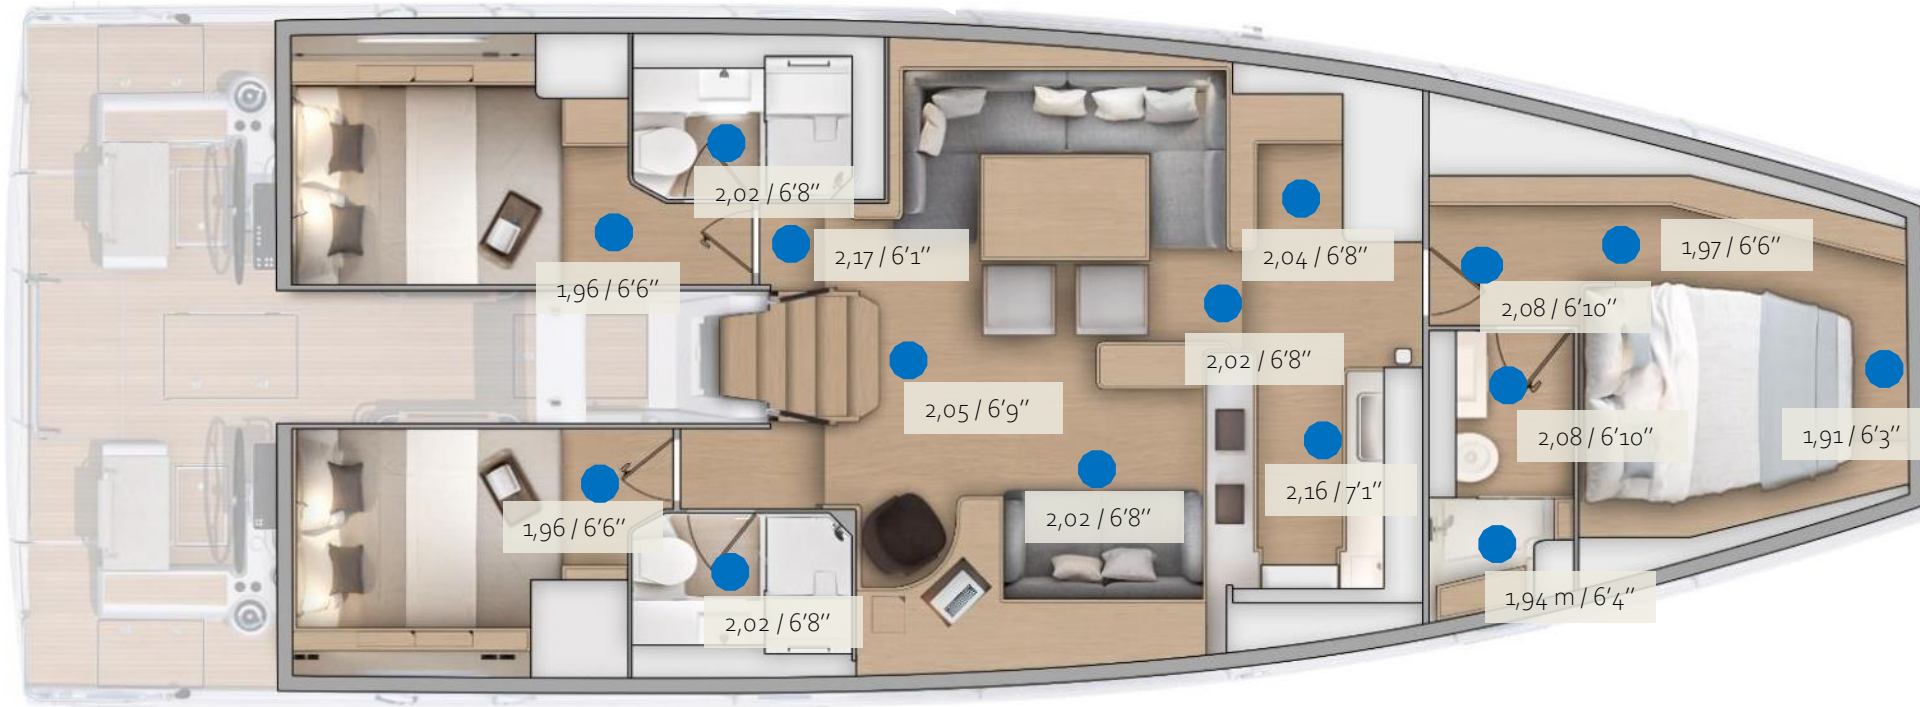 2,02 / 6’8’’
2,17 / 6’1’’
2,04 / 6’8’’
1,97 / 6’6’’
1,96 / 6’6’’
2,08 / 6’10’’
2,02 / 6’8’’
2,05 / 6’9’’
2,08 / 6’10’’
1,91 / 6’3’’
2,16 / 7’1’’
1,96 / 6’6’’
2,02 / 6’8’’
1,94 m / 6’4’’
2,02 / 6’8’’